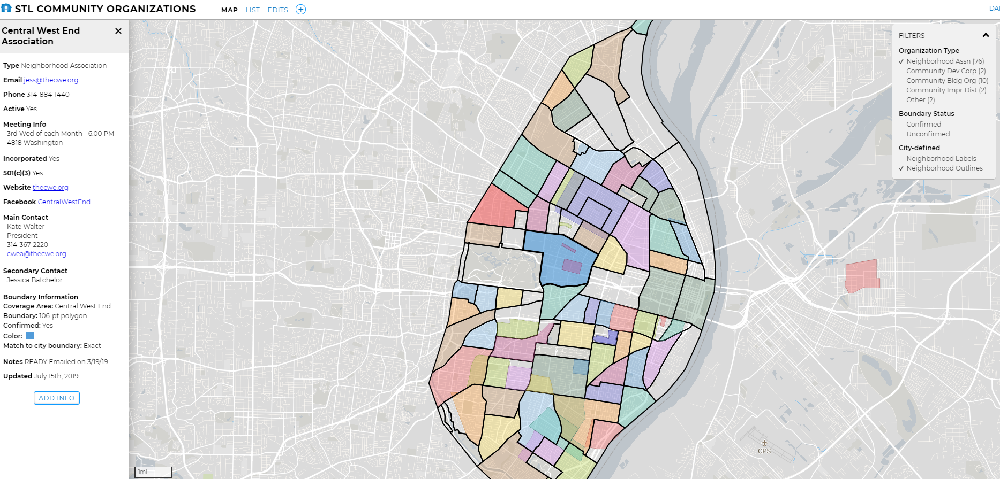 STL COMMUNITY ORGANIZATIONS
MAP LIST EDITS
Central West End
Association
Type Neighborhood Association
Email jess@thecwe.org
Phone 314-884-1440
Active Yes
Meeting Info
3rd Wed of each Month - 6:00 PM
4818 Washington
Incorporated Yes
501(c)(3) Yes
Website thecwe.org
Facebook CentralWestEnd
Main Contact
Kate Walter
President
314-367-2220
cwea@thecwe.org
Secondary Contact
Jessica Batchelor
Boundary Information
Coverage Area: Central West End
Boundary: 106-pt polygon
Confirmed: Yes
Color:
Match to city boundary: Exact
Notes READY Emailed on 3/19/19
Updated July 15th, 2019
ADD INFO
1mi
FILTERS
Organization Type
✓ Neighborhood Assn (76)
Community Dev Corp (2)
Community Bldg Org (10)
Community Impr Dist (2)
Other (2)
Boundary Status
Confirmed
Unconfirmed
City-defined
Neighborhood Labels
✓ Neighborhood Outlines
CPS